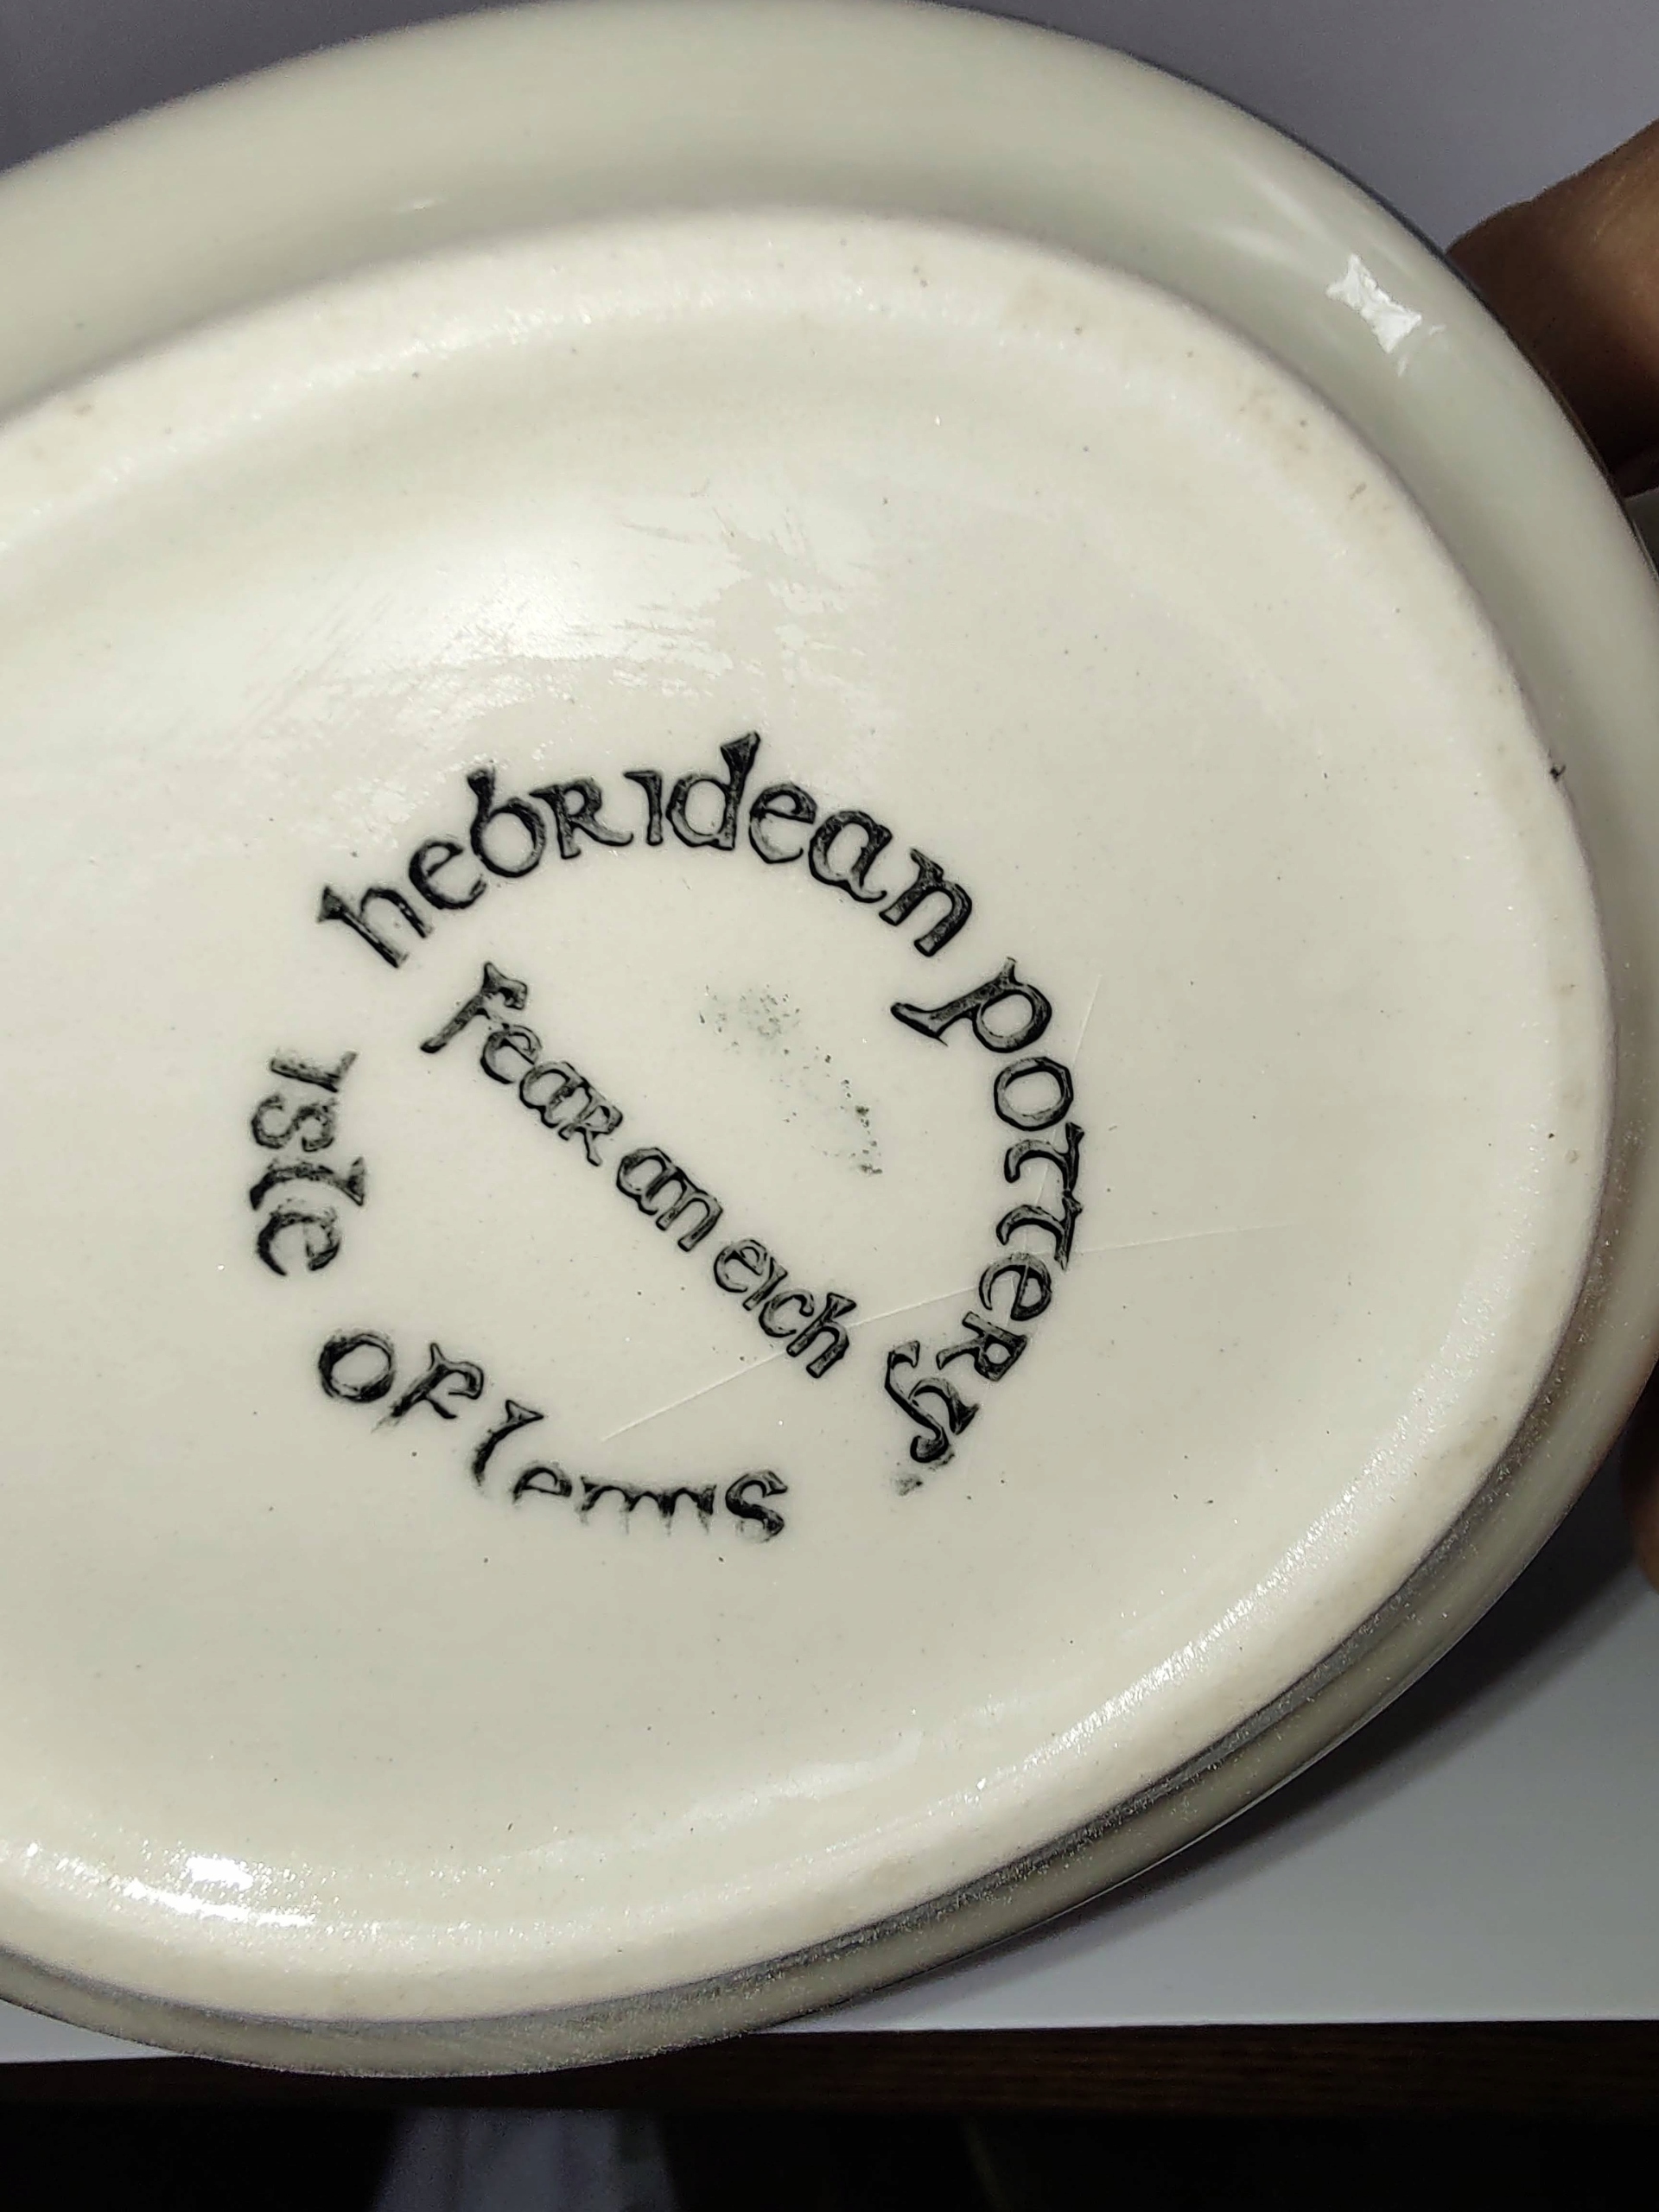 hebridean potters
fear an eich
isle of lewis